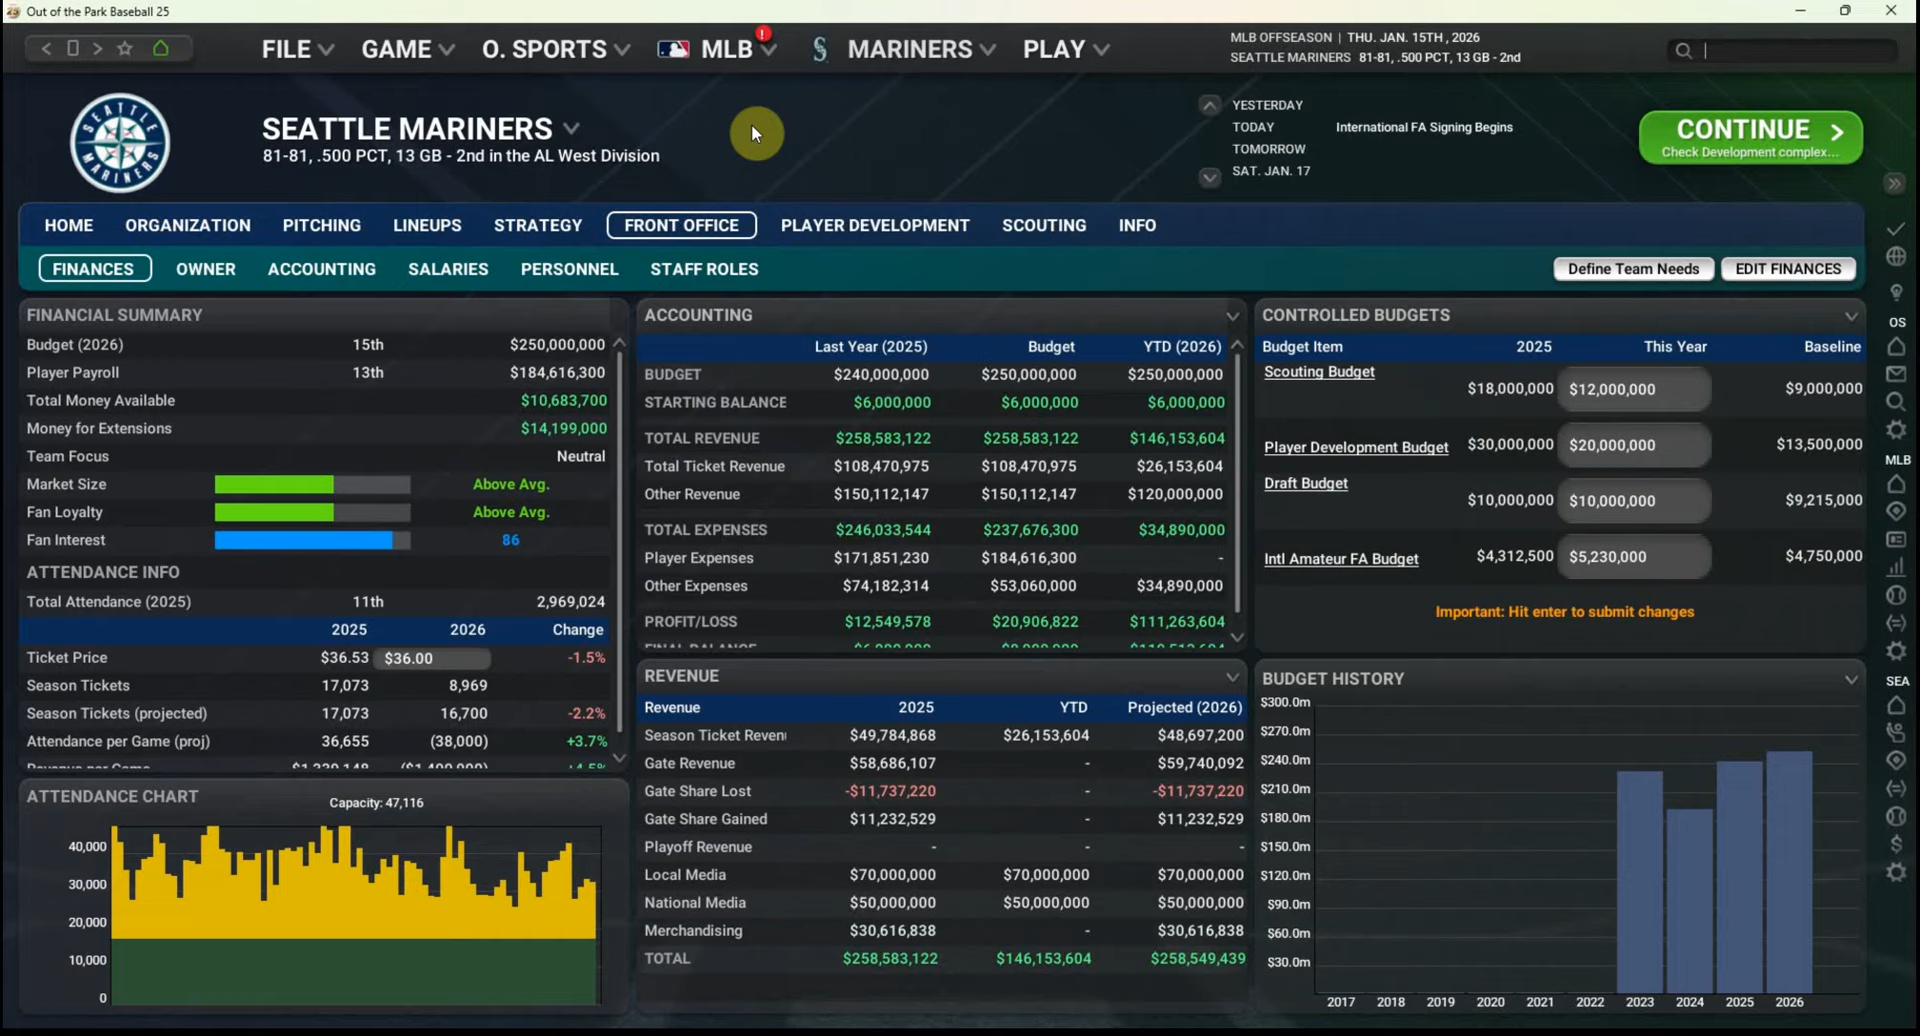 Out of the Park Baseball 25
FILE GAME O. SPORTS MLB ! MARINERS PLAY
MLB OFFSEASON | THU. JAN. 15TH , 2026
SEATTLE MARINERS 81-81, .500 PCT, 13 GB - 2nd
SEATTLE MARINERS
81-81, .500 PCT, 13 GB - 2nd in the AL West Division
YESTERDAY
TODAY International FA Signing Begins
TOMORROW
SAT. JAN. 17
CONTINUE
Check Development complex...
HOME ORGANIZATION PITCHING LINEUPS STRATEGY FRONT OFFICE PLAYER DEVELOPMENT SCOUTING INFO
FINANCES OWNER ACCOUNTING SALARIES PERSONNEL STAFF ROLES Define Team Needs EDIT FINANCES
FINANCIAL SUMMARY
Budget (2026) 15th $250,000,000
Player Payroll 13th $184,616,300
Total Money Available $10,683,700
Money for Extensions $14,199,000
Team Focus Neutral
Market Size Above Avg.
Fan Loyalty Above Avg.
Fan Interest 86
ATTENDANCE INFO
Total Attendance (2025) 11th 2,969,024
2025 2026 Change
Ticket Price $36.53 $36.00 -1.5%
Season Tickets 17,073 8,969
Season Tickets (projected) 17,073 16,700 -2.2%
Attendance per Game (proj) 36,655 (38,000) +3.7%
ATTENDANCE CHART
Capacity: 47,116
40,000
30,000
20,000
10,000
0
ACCOUNTING
Last Year (2025) Budget YTD (2026)
BUDGET $240,000,000 $250,000,000 $250,000,000
STARTING BALANCE $6,000,000 $6,000,000 $6,000,000
TOTAL REVENUE $258,583,122 $258,583,122 $146,153,604
Total Ticket Revenue $108,470,975 $108,470,975 $26,153,604
Other Revenue $150,112,147 $150,112,147 $120,000,000
TOTAL EXPENSES $246,033,544 $237,676,300 $34,890,000
Player Expenses $171,851,230 $184,616,300 -
Other Expenses $74,182,314 $53,060,000 $34,890,000
PROFIT/LOSS $12,549,578 $20,906,822 $111,263,604
REVENUE
Revenue 2025 YTD Projected (2026)
Season Ticket Revenu $49,784,868 $26,153,604 $48,697,200
Gate Revenue $58,686,107 - $59,740,092
Gate Share Lost -$11,737,220 - -$11,737,220
Gate Share Gained $11,232,529 - $11,232,529
Playoff Revenue - - -
Local Media $70,000,000 $70,000,000 $70,000,000
National Media $50,000,000 $50,000,000 $50,000,000
Merchandising $30,616,838 - $30,616,838
TOTAL $258,583,122 $146,153,604 $258,549,439
CONTROLLED BUDGETS
Budget Item 2025 This Year Baseline
Scouting Budget $18,000,000 $12,000,000 $9,000,000
Player Development Budget $30,000,000 $20,000,000 $13,500,000
Draft Budget $10,000,000 $10,000,000 $9,215,000
Intl Amateur FA Budget $4,312,500 $5,230,000 $4,750,000
Important: Hit enter to submit changes
BUDGET HISTORY
$300.0m
$270.0m
$240.0m
$210.0m
$180.0m
$150.0m
$120.0m
$90.0m
$60.0m
$30.0m
2017 2018 2019 2020 2021 2022 2023 2024 2025 2026
OS
MLB
SEA